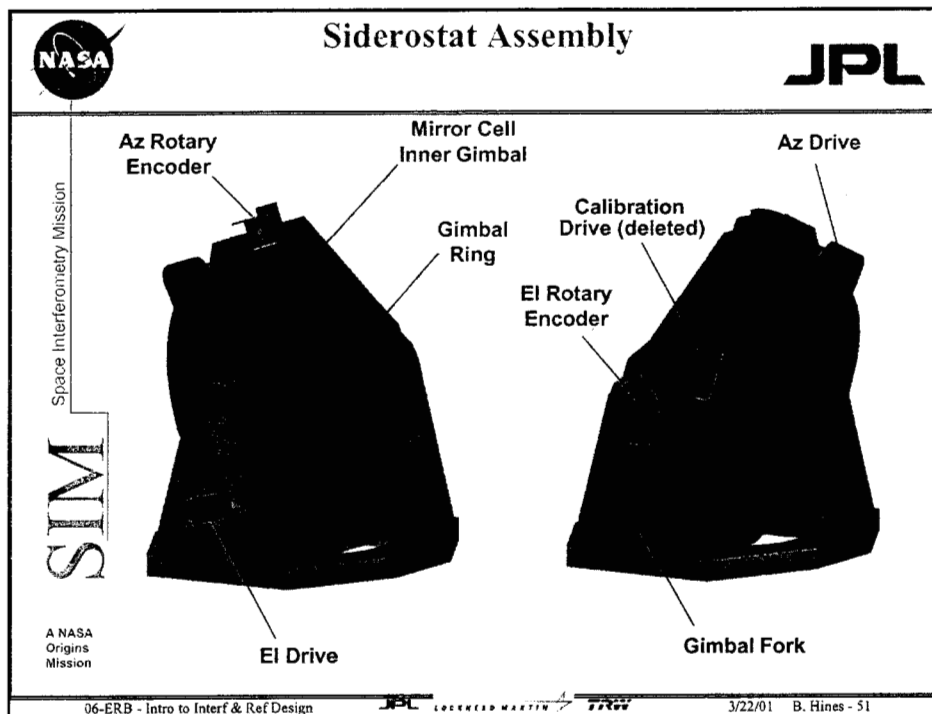 NASA
Siderostat Assembly
JPL
Az Rotary
Encoder
Mirror Cell
Inner Gimbal
Gimbal
Ring
El Drive
Az Drive
Calibration
Drive (deleted)
El Rotary
Encoder
Gimbal Fork
Space Interferometry Mission
SIM
A NASA
Origins
Mission
06-ERB - Intro to Interf & Ref Design
JPL
LOCKHEED MARTIN
TRW
3/22/01 B. Hines - 51